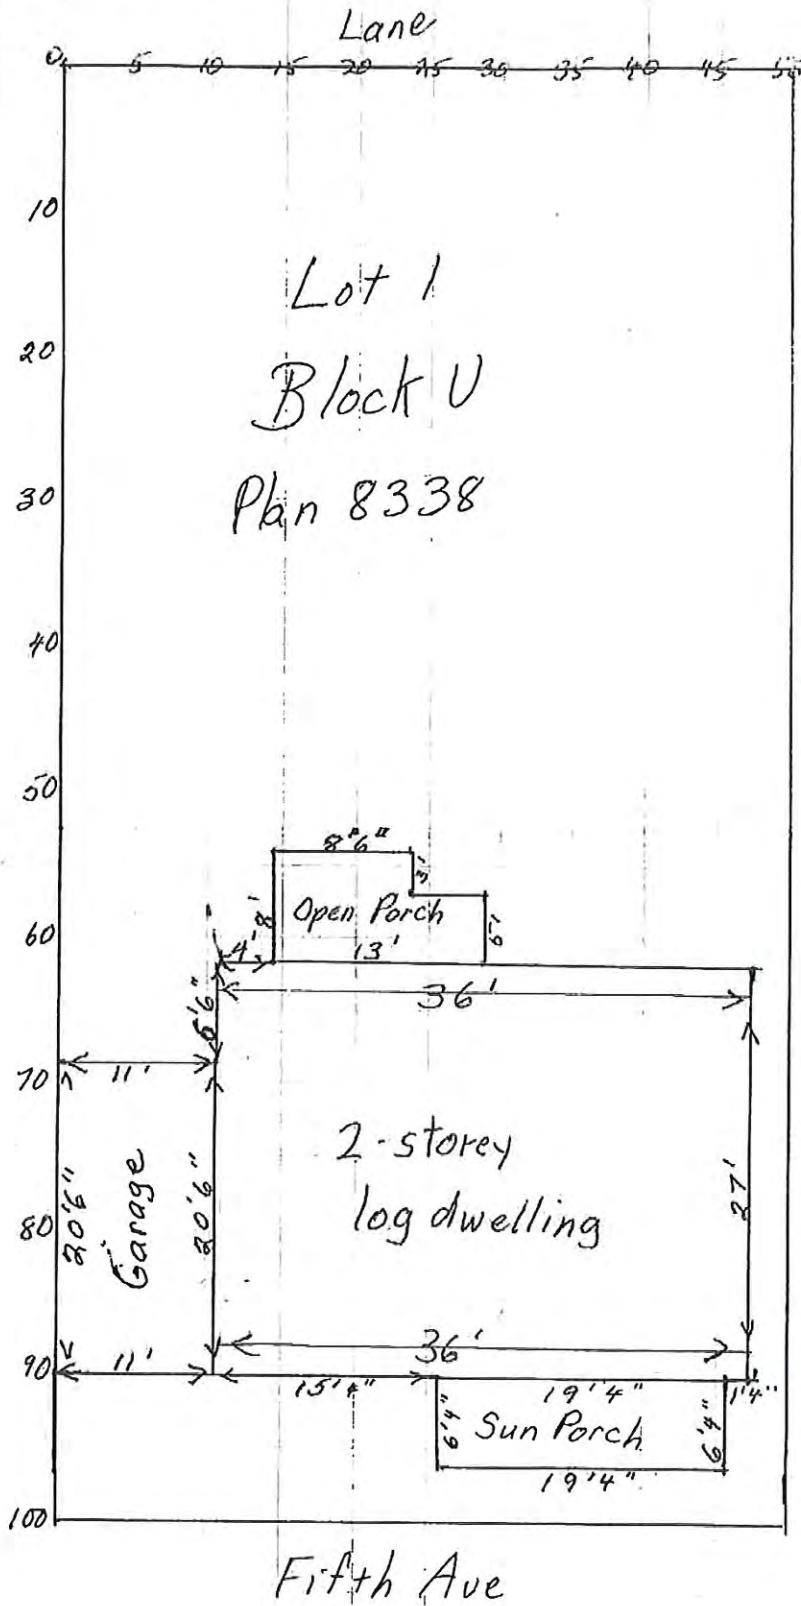 Lane
0 5 10 15 20 25 30 35 40 45 50
10
Lot 1
20
Block U
30
Plan 8338
40
50
8'6"
3'
8'
Open Porch
5'
60
4'
13'
36'
6'6"
70
11'
2-storey
log dwelling
20'6"
Garage
20'6"
27'
80
36'
90
11'
15'4"
19'4"
1'4"
6'4"
Sun Porch
6'4"
19'4"
100
Fifth Ave